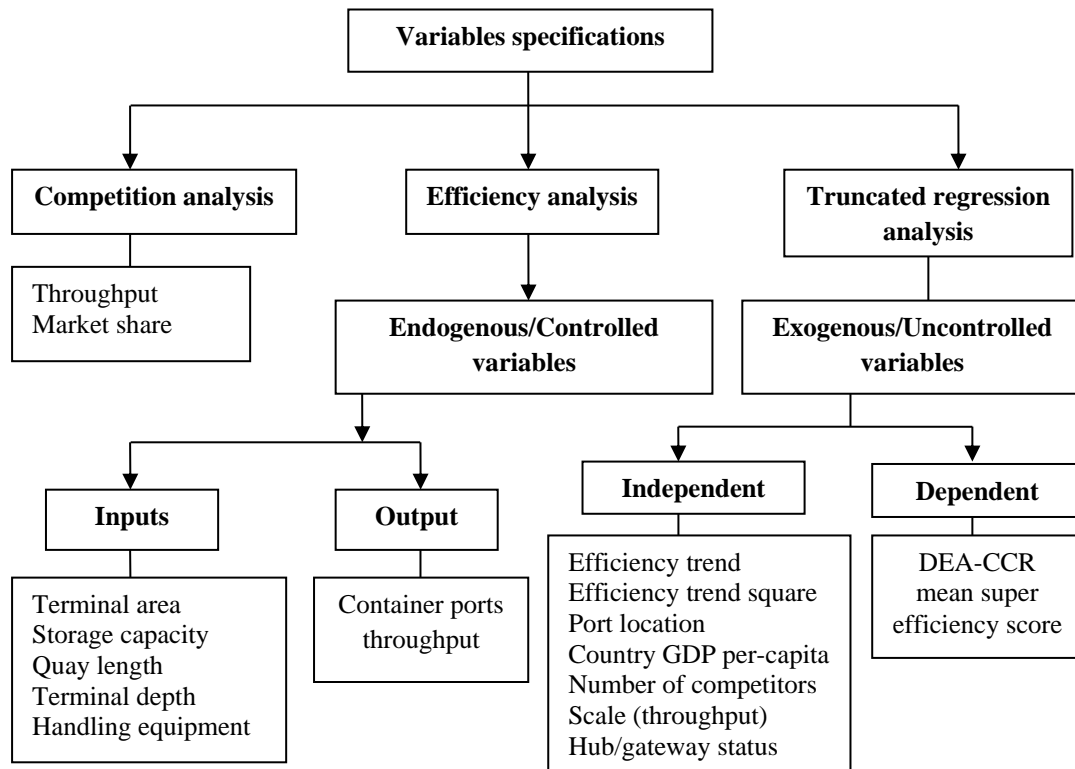 Variables specifications
Competition analysis
Efficiency analysis
Truncated regression
analysis
Throughput
Market share
Endogenous/Controlled
variables
Exogenous/Uncontrolled
variables
Inputs
Output
Independent
Dependent
Terminal area
Storage capacity
Quay length
Terminal depth
Handling equipment
Container ports
throughput
Efficiency trend
Efficiency trend square
Port location
Country GDP per-capita
Number of competitors
Scale (throughput)
Hub/gateway status
DEA-CCR
mean super
efficiency score